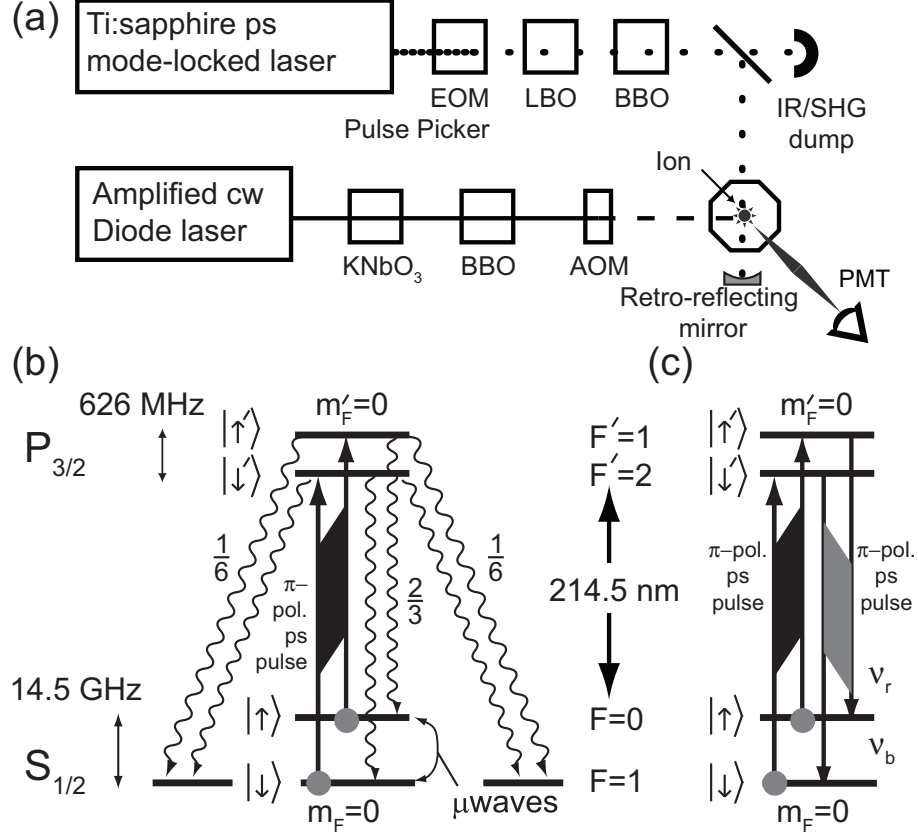 (a)
Ti:sapphire ps
mode-locked laser
EOM
Pulse Picker
LBO
BBO
IR/SHG
dump
Ion
Amplified cw
Diode laser
KNbO₃
BBO
AOM
Retro-reflecting
mirror
PMT
(b)
626 MHz
P3/2
|↑′⟩
|↓′⟩
m′F=0
F′=1
F′=2
1/6
π−
pol.
ps
pulse
2/3
1/6
214.5 nm
14.5 GHz
S1/2
|↑⟩
|↓⟩
F=0
F=1
μwaves
mF=0
(c)
m′F=0
|↑′⟩
|↓′⟩
π−pol.
ps
pulse
π−pol.
ps
pulse
νr
νb
|↑⟩
|↓⟩
mF=0